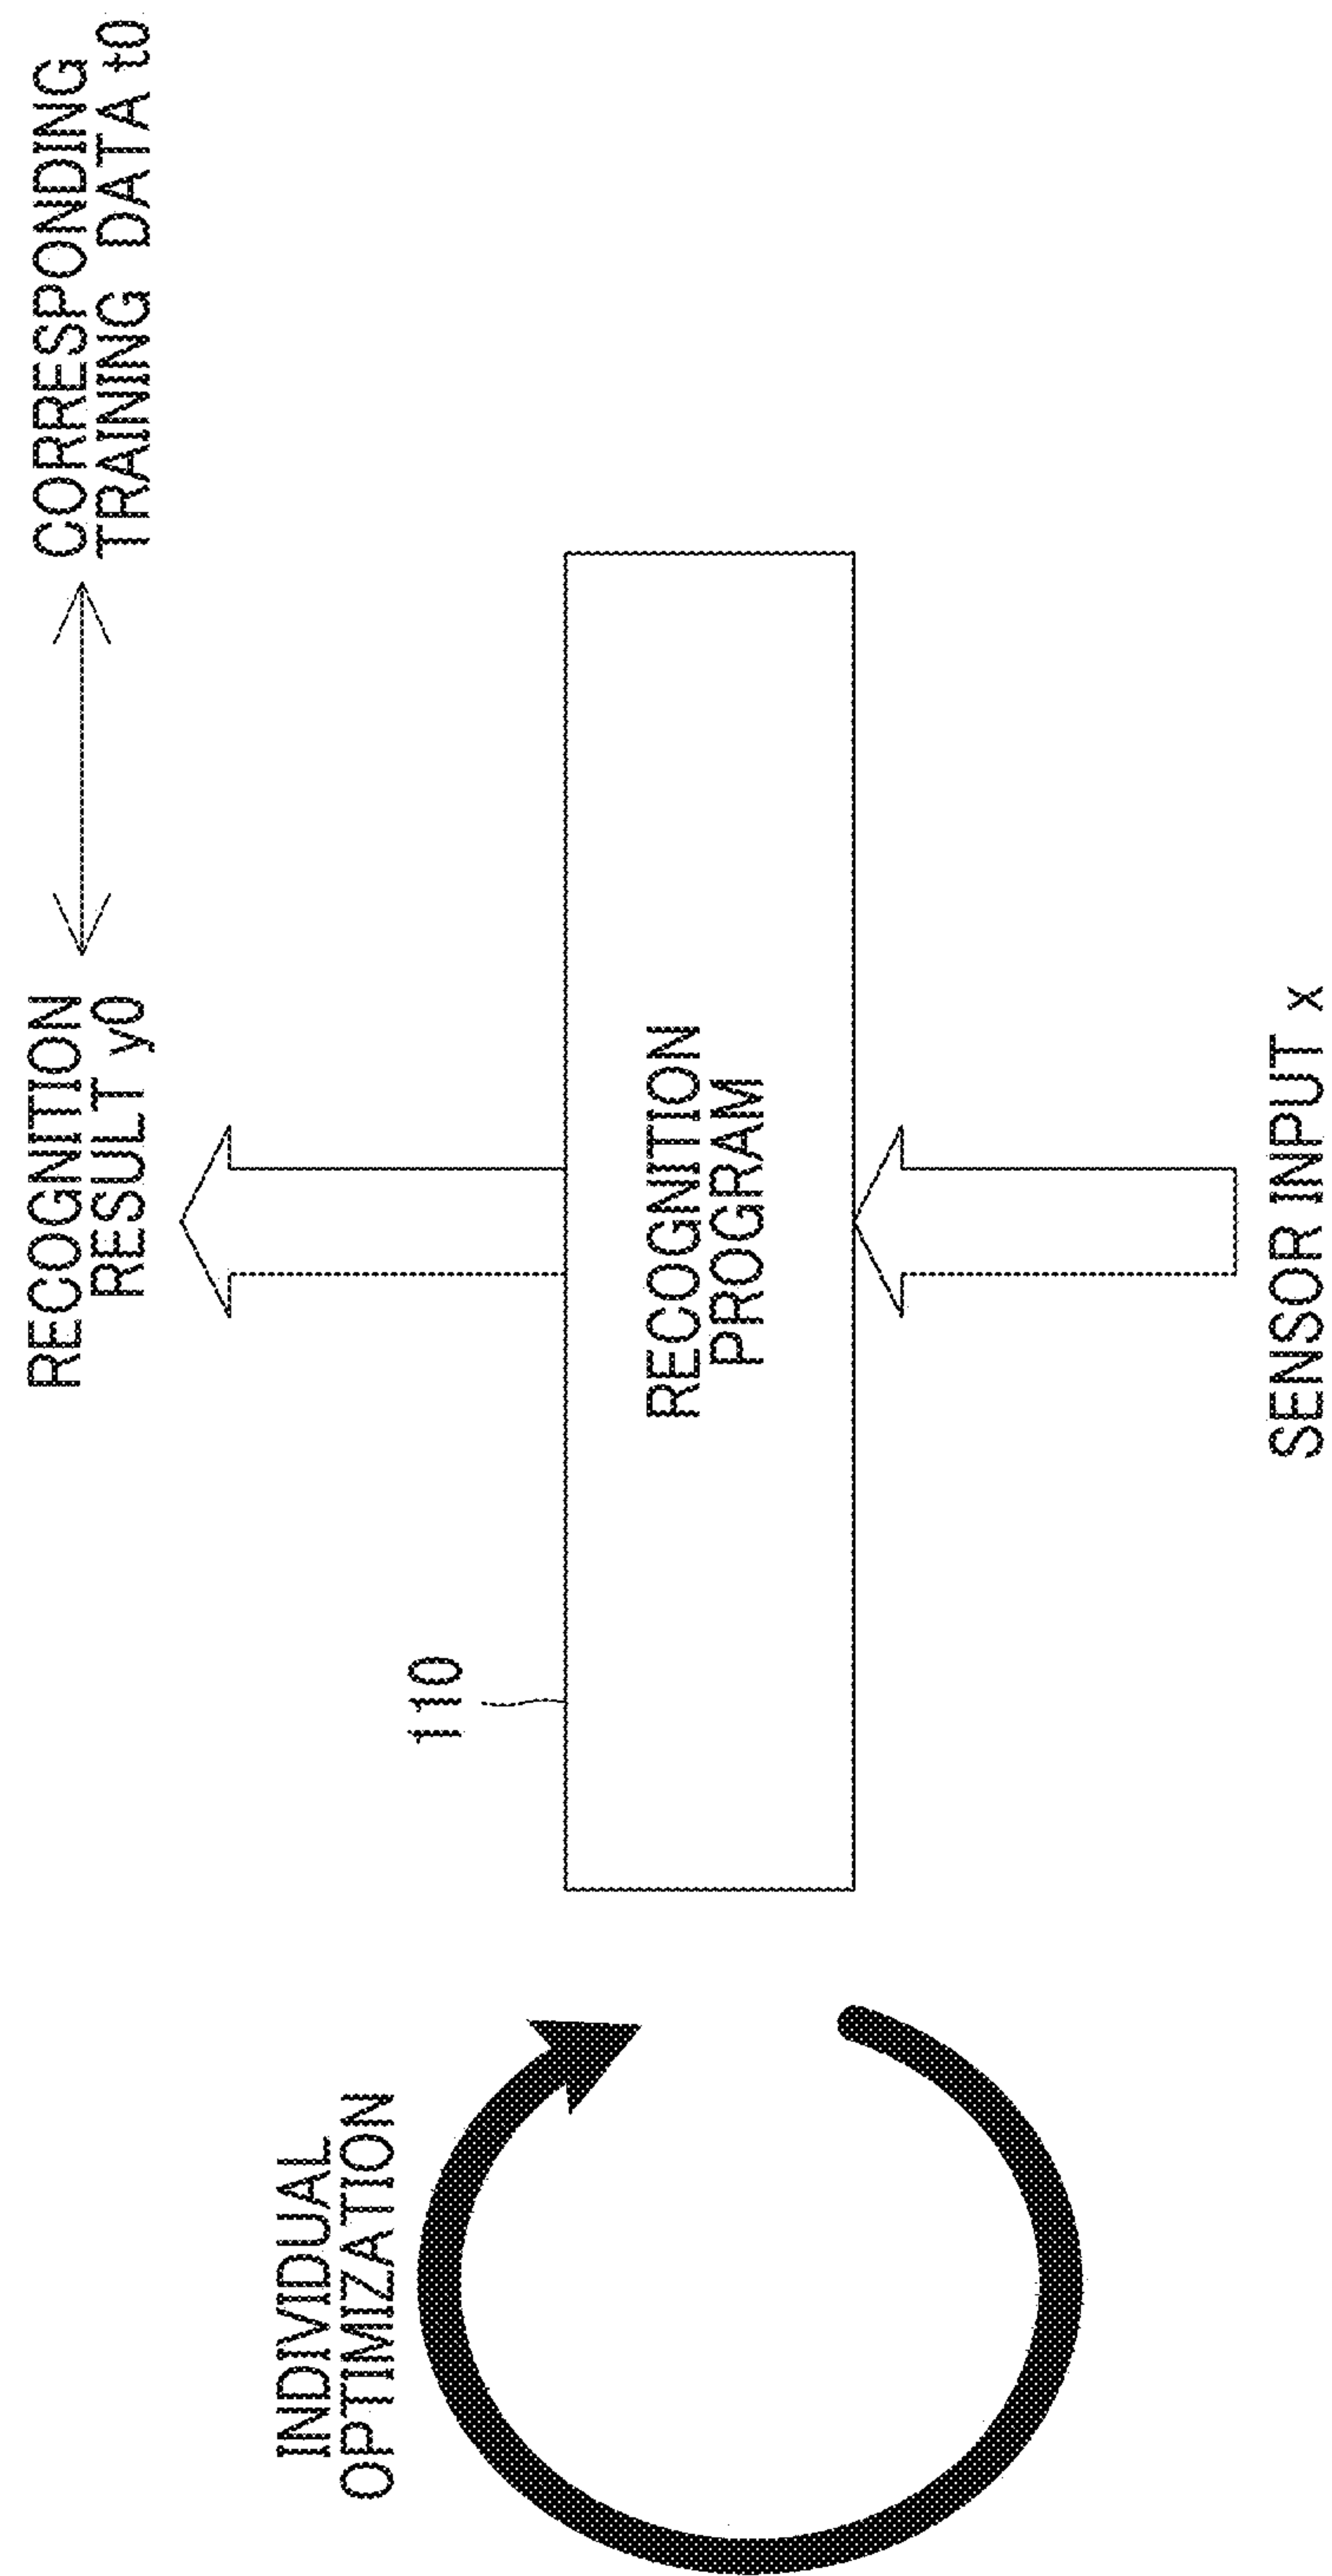 RECOGNITION
RESULT y0
CORRESPONDING
TRAINING DATA t0
INDIVIDUAL
OPTIMIZATION
110
RECOGNITION
PROGRAM
SENSOR INPUT x